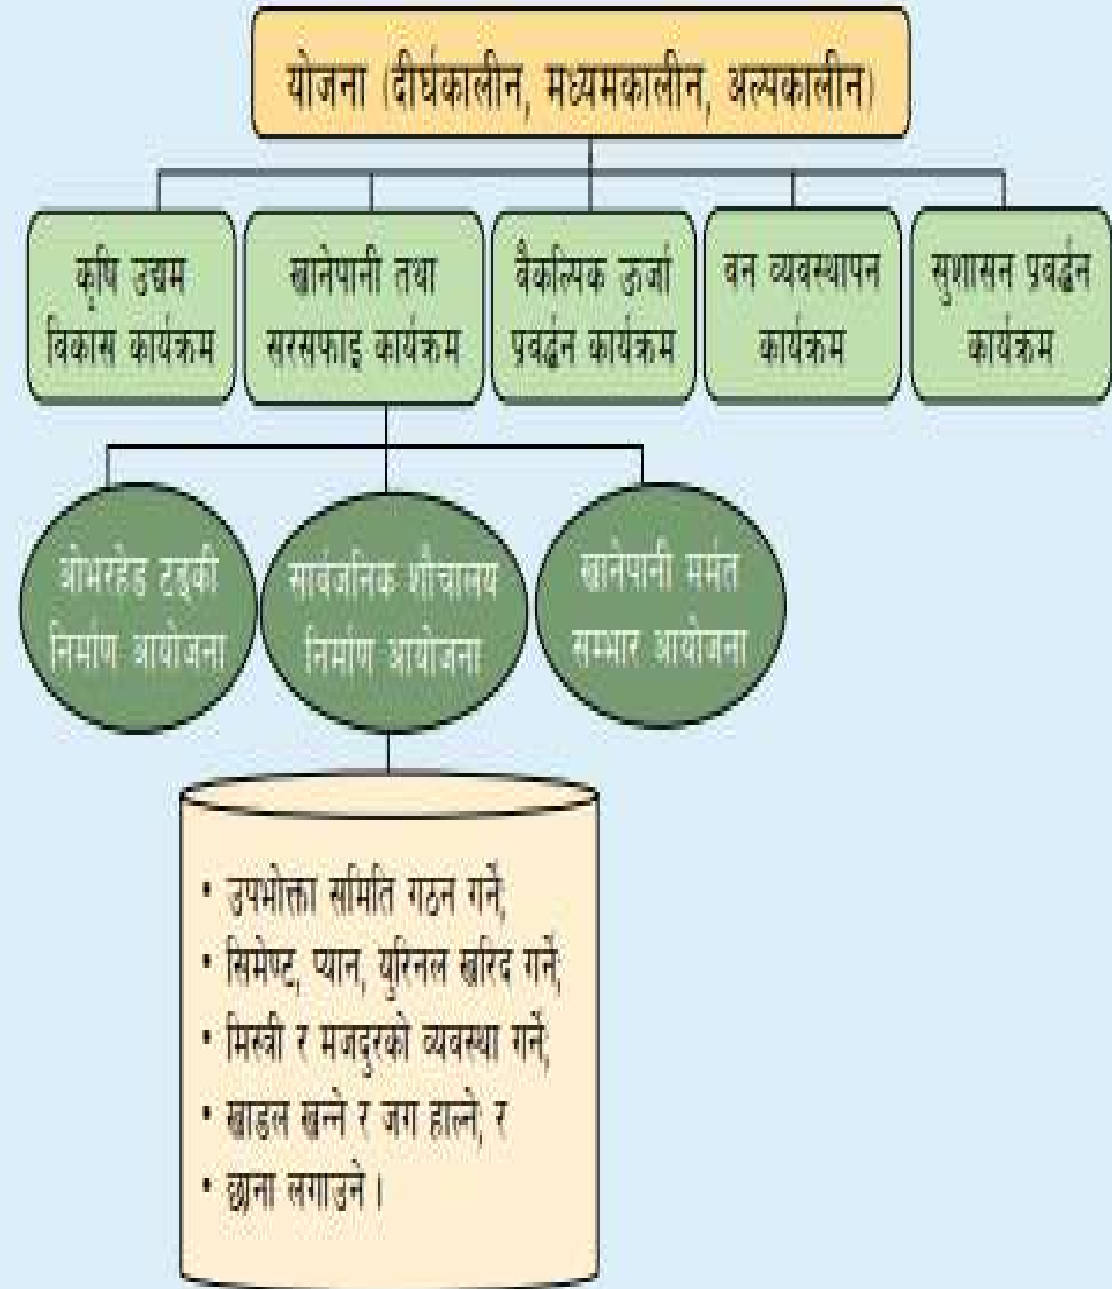 योजना (दीर्घकालीन, मध्यमकालीन, अल्पकालीन)
कृषि उद्यम
विकास कार्यक्रम
खानेपानी तथा
सरसफाइ कार्यक्रम
वैकल्पिक ऊर्जा
प्रवर्द्धन कार्यक्रम
वन व्यवस्थापन
कार्यक्रम
सुशासन प्रवर्द्धन
कार्यक्रम
ओभरहेड टङ्की
निर्माण आयोजना
सार्वजनिक शौचालय
निर्माण आयोजना
खानेपानी मर्मत
सम्भार आयोजना
• उपभोक्ता समिति गठन गर्ने,
• सिमेण्ट, प्यान, युरिनल खरिद गर्ने,
• मिस्त्री र मजदुरको व्यवस्था गर्ने,
• खाडल खन्ने र जग हाल्ने, र
• छाना लगाउने ।